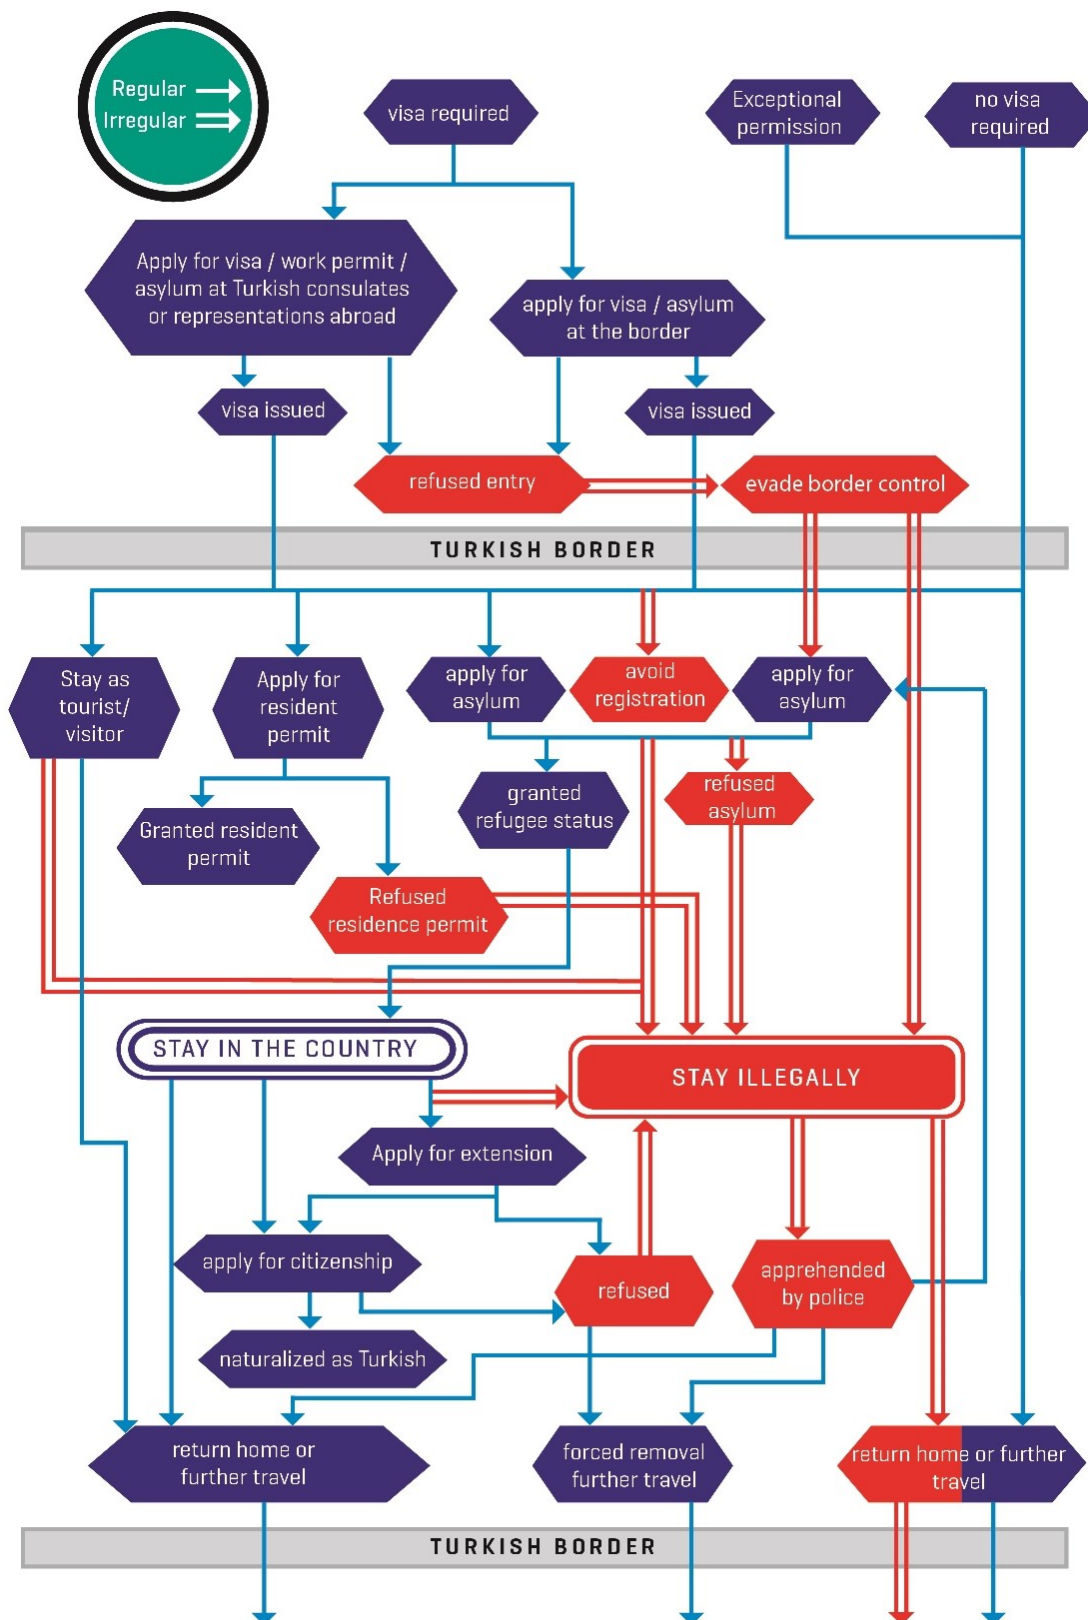 Regular
Irregular
visa required
Exceptional
permission
no visa
required
Apply for visa / work permit /
asylum at Turkish consulates
or representations abroad
apply for visa / asylum
at the border
visa issued
visa issued
refused entry
evade border control
TURKISH BORDER
Stay as
tourist/
visitor
Apply for
resident
permit
apply for
asylum
avoid
registration
apply for
asylum
Granted resident
permit
granted
refugee status
refused
asylum
Refused
residence permit
STAY IN THE COUNTRY
STAY ILLEGALLY
Apply for extension
apply for citizenship
refused
apprehended
by police
naturalized as Turkish
return home or
further travel
forced removal
further travel
return home or further
travel
TURKISH BORDER